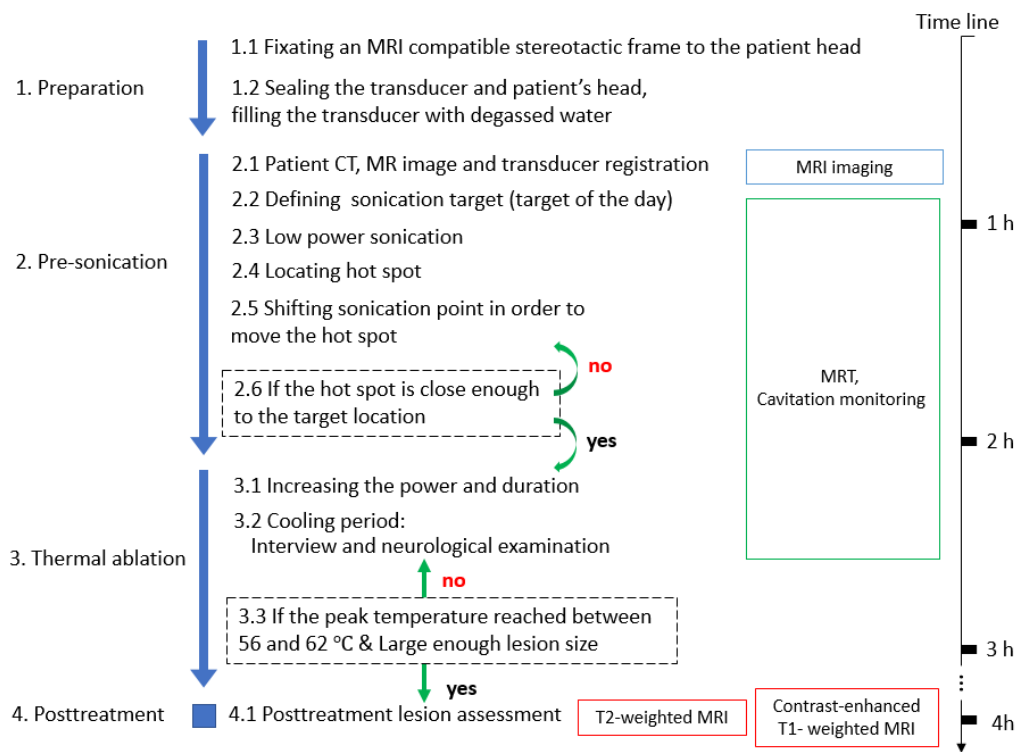 Time line
1. Preparation
1.1 Fixating an MRI compatible stereotactic frame to the patient head
1.2 Sealing the transducer and patient's head,
filling the transducer with degassed water
2. Pre-sonication
2.1 Patient CT, MR image and transducer registration
MRI imaging
2.2 Defining sonication target (target of the day)
1 h
2.3 Low power sonication
2.4 Locating hot spot
2.5 Shifting sonication point in order to
move the hot spot
no
2.6 If the hot spot is close enough
to the target location
MRT,
Cavitation monitoring
yes
2 h
3. Thermal ablation
3.1 Increasing the power and duration
3.2 Cooling period:
Interview and neurological examination
no
3.3 If the peak temperature reached between
56 and 62 °C & Large enough lesion size
3 h
yes
4. Posttreatment
4.1 Posttreatment lesion assessment
T2-weighted MRI
Contrast-enhanced
T1- weighted MRI
4h